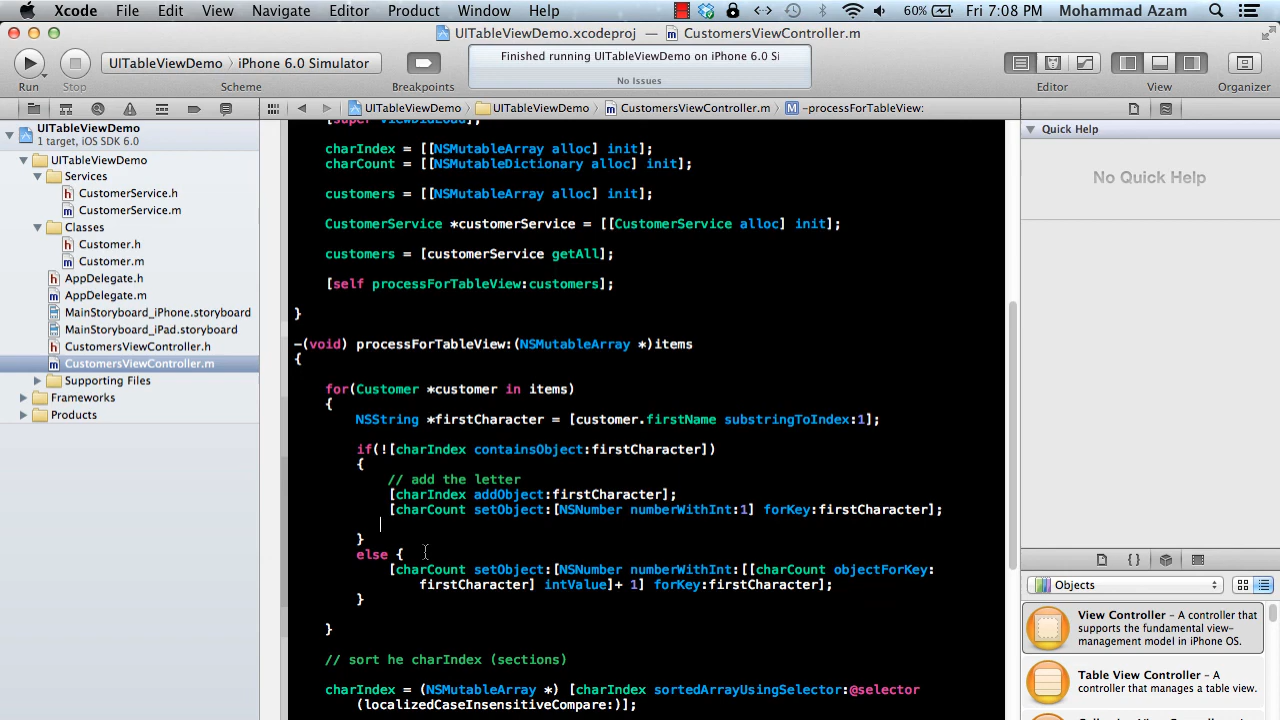 Xcode File Edit View Navigate Editor Product Window Help 60% Fri 7:08 PM Mohammad Azam
UITableViewDemo.xcodeproj — CustomersViewController.m
UITableViewDemo iPhone 6.0 Simulator
Finished running UITableViewDemo on iPhone 6.0 Si
No Issues
Run Stop Scheme Breakpoints Editor View Organizer
UITableViewDemo UITableViewDemo CustomersViewController.m M -processForTableView:
UITableViewDemo
1 target, iOS SDK 6.0
UITableViewDemo
Services
h CustomerService.h
m CustomerService.m
Classes
h Customer.h
m Customer.m
h AppDelegate.h
m AppDelegate.m
MainStoryboard_iPhone.storyboard
MainStoryboard_iPad.storyboard
h CustomersViewController.h
m CustomersViewController.m
Supporting Files
Frameworks
Products
[super viewDidLoad];
charIndex = [[NSMutableArray alloc] init];
charCount = [[NSMutableDictionary alloc] init];
customers = [[NSMutableArray alloc] init];
CustomerService *customerService = [[CustomerService alloc] init];
customers = [customerService getAll];
[self processForTableView:customers];
}
-(void) processForTableView:(NSMutableArray *)items
{
for(Customer *customer in items)
{
NSString *firstCharacter = [customer.firstName substringToIndex:1];
if(![charIndex containsObject:firstCharacter])
{
// add the letter
[charIndex addObject:firstCharacter];
[charCount setObject:[NSNumber numberWithInt:1] forKey:firstCharacter];
}
else {
[charCount setObject:[NSNumber numberWithInt:[[charCount objectForKey:
firstCharacter] intValue]+ 1] forKey:firstCharacter];
}
}
// sort he charIndex (sections)
charIndex = (NSMutableArray *) [charIndex sortedArrayUsingSelector:@selector
(localizedCaseInsensitiveCompare:)];
Quick Help
No Quick Help
{ }
Objects
View Controller – A controller that
supports the fundamental view-
management model in iPhone OS.
Table View Controller – A
controller that manages a table view.